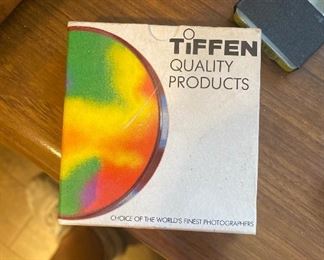 TiFFEN
QUALITY
PRODUCTS
CHOICE OF THE WORLD'S FINEST PHOTOGRAPHERS